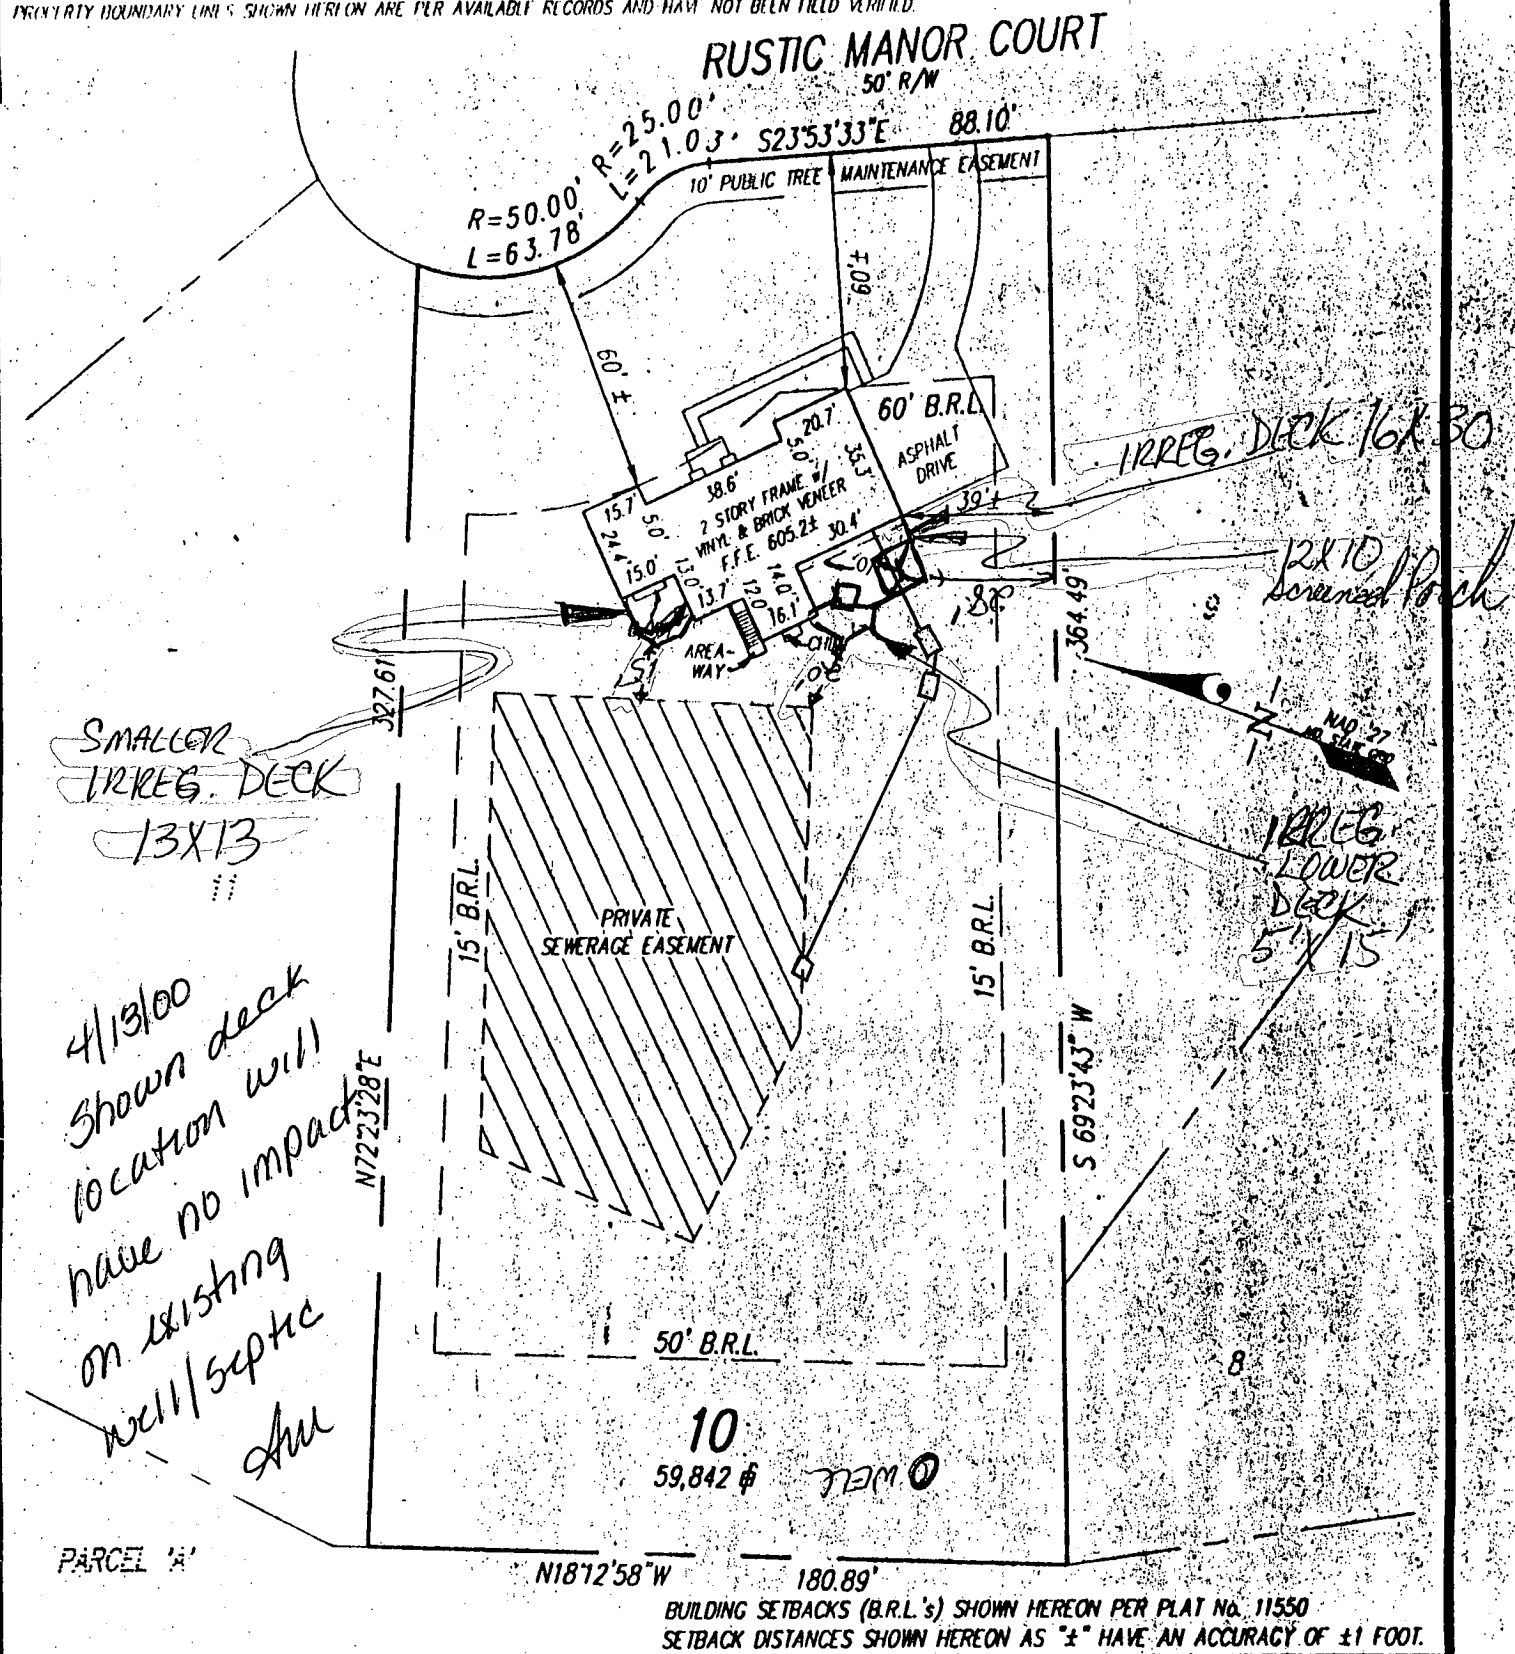 PROPERTY BOUNDARY LINES SHOWN HEREON ARE PER AVAILABLE RECORDS AND HAVE NOT BEEN FIELD VERIFIED.
RUSTIC MANOR COURT
50' R/W
R=25.00'
L=21.03'
S23°53'33"E
88.10'
10' PUBLIC TREE MAINTENANCE EASEMENT
R=50.00'
L=63.78'
60' ±
60' ±
60' B.R.L.
ASPHALT
DRIVE
IRREG. DECK 16X30
20.7'
5.0'
35.3'
38.6'
15.7'
5.0'
2 STORY FRAME w/
VINYL & BRICK VENEER
F.F.E. 605.2±
30.4'
39'±
24.4'
15.0'
13.0'
13.7'
12.0'
14.0'
16.1'
12X10
Screened Porch
38'
AREA-
WAY
20'
364.49'
327.61'
SMALLER
IRREG. DECK
13X13
NAD '27
MD. STATE GRID
N
IRREG.
LOWER
DECK
5' X 15'
15' B.R.L.
PRIVATE
SEWERAGE EASEMENT
15' B.R.L.
4/13/00
Shown deck
location will
have no impact
on existing
well/septic
N72°23'28"E
S 69°23'43" W
50' B.R.L.
8
10
59,842
WELL
PARCEL 'A'
N18°12'58"W
180.89'
BUILDING SETBACKS (B.R.L.'s) SHOWN HEREON PER PLAT No. 11550
SETBACK DISTANCES SHOWN HEREON AS "±" HAVE AN ACCURACY OF ±1 FOOT.